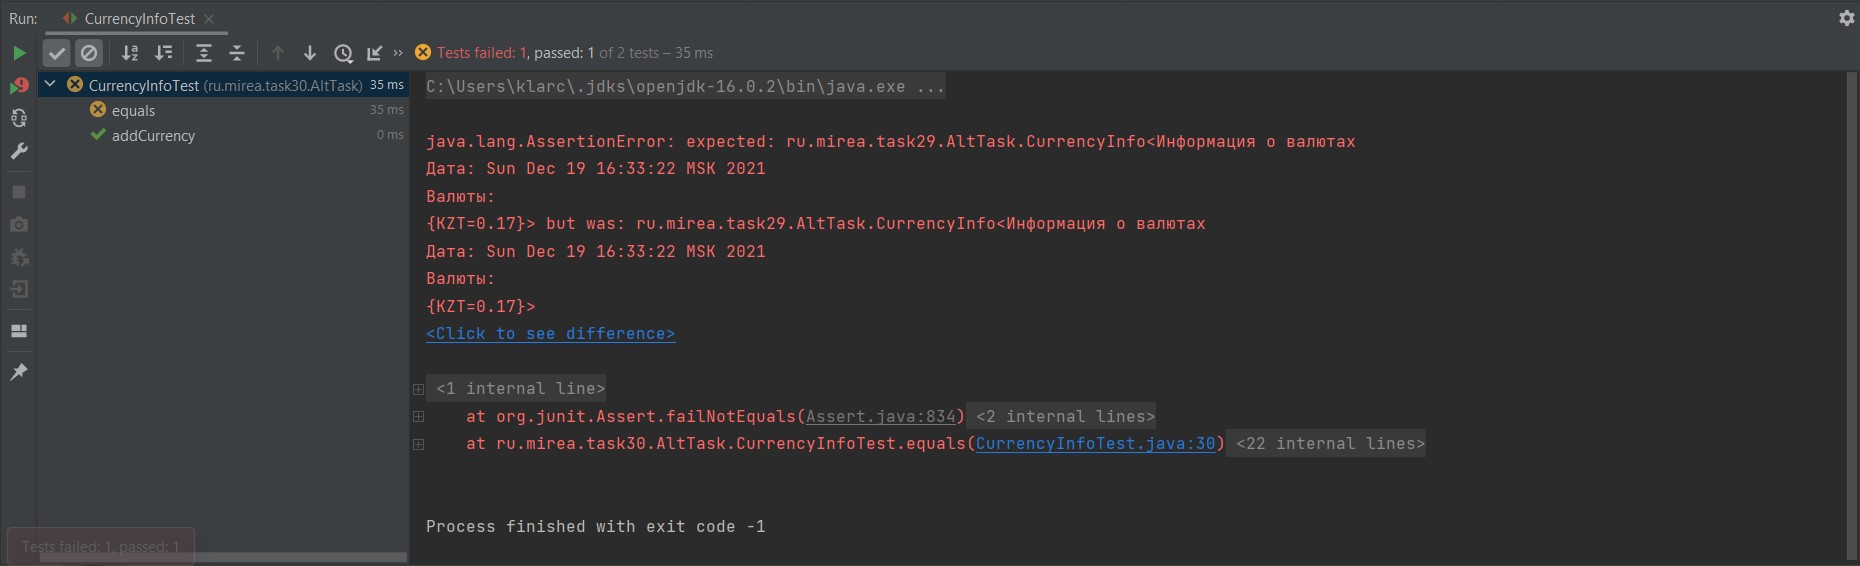 Run: CurrencyInfoTest
Tests failed: 1, passed: 1 of 2 tests – 35 ms
CurrencyInfoTest (ru.mirea.task30.AltTask) 35 ms
equals 35 ms
addCurrency 0 ms
C:\Users\klarc\.jdks\openjdk-16.0.2\bin\java.exe ...
java.lang.AssertionError: expected: ru.mirea.task29.AltTask.CurrencyInfo<Информация о валютах
Дата: Sun Dec 19 16:33:22 MSK 2021
Валюты:
{KZT=0.17}> but was: ru.mirea.task29.AltTask.CurrencyInfo<Информация о валютах
Дата: Sun Dec 19 16:33:22 MSK 2021
Валюты:
{KZT=0.17}>
<Click to see difference>
<1 internal line>
at org.junit.Assert.failNotEquals(Assert.java:834) <2 internal lines>
at ru.mirea.task30.AltTask.CurrencyInfoTest.equals(CurrencyInfoTest.java:30) <22 internal lines>
Process finished with exit code -1
Tests failed: 1, passed: 1